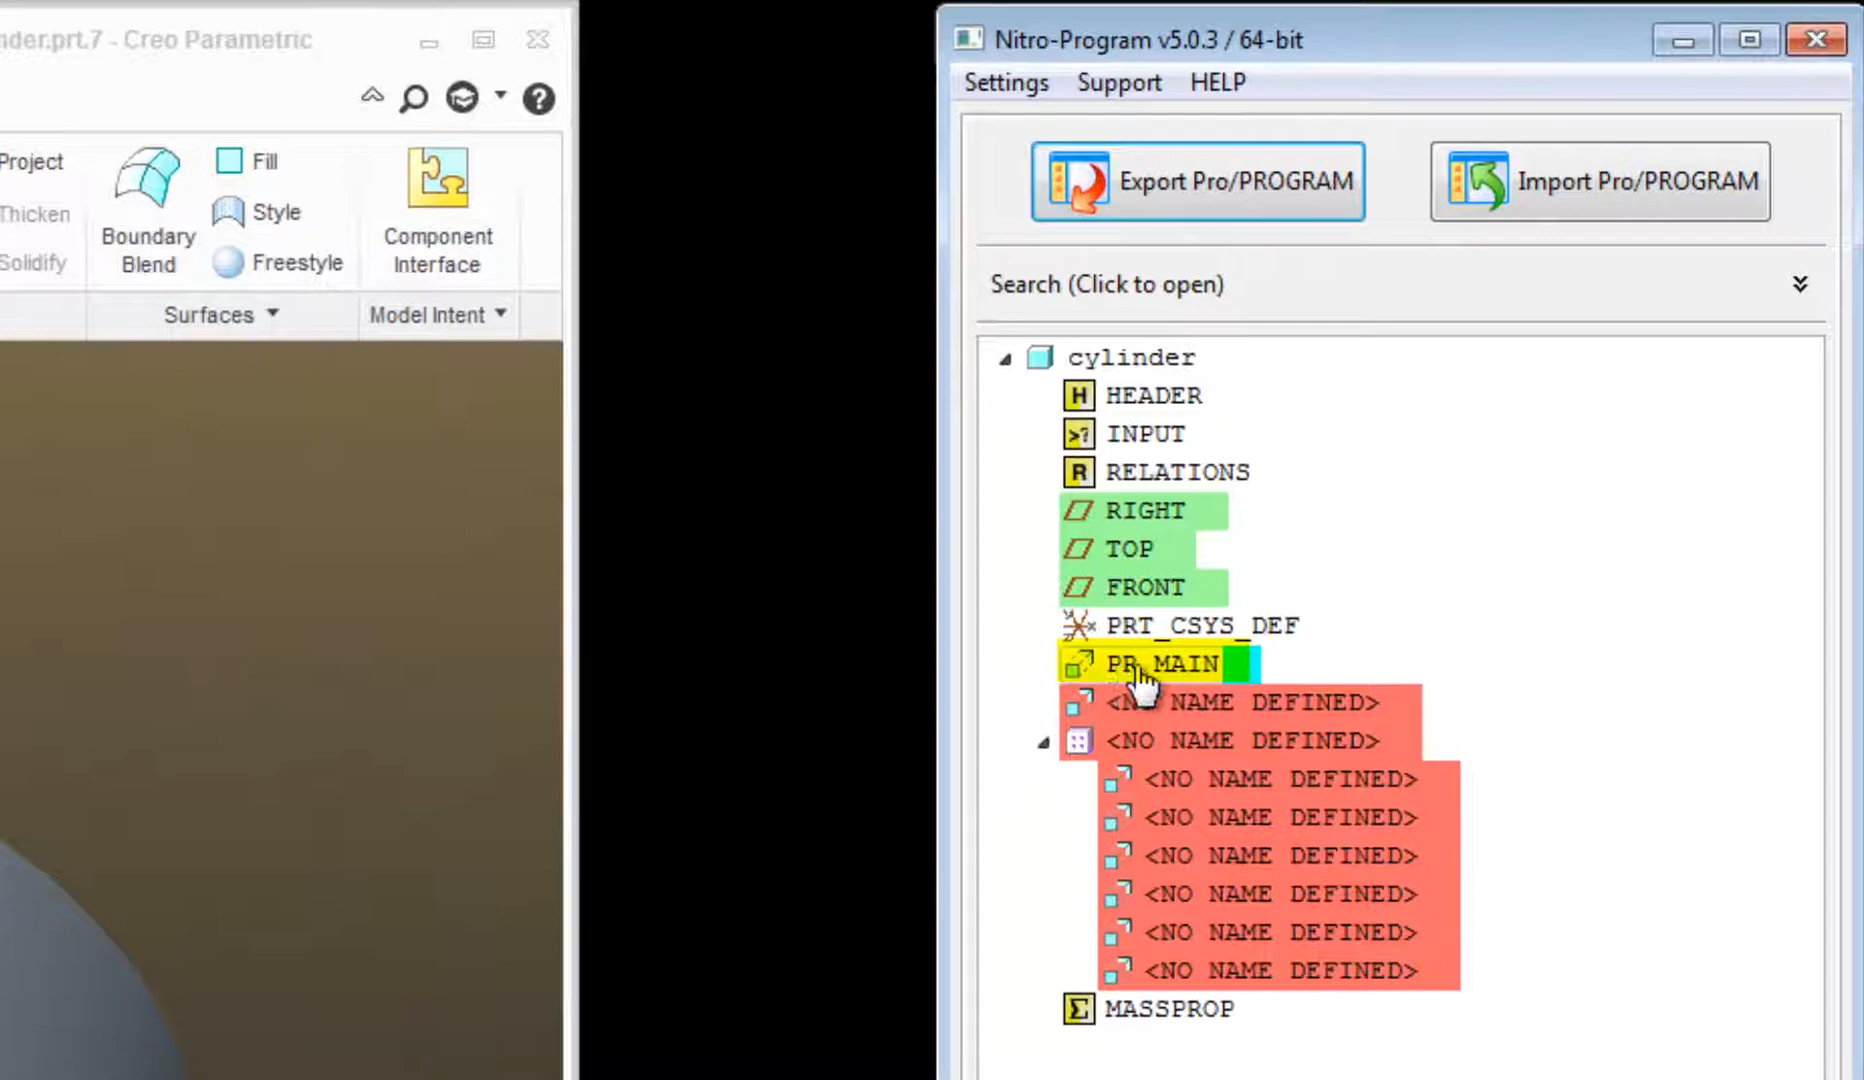 nder.prt.7 - Creo Parametric
Project
Thicken
Solidify
Boundary
Blend
Fill
Style
Freestyle
Component
Interface
Surfaces
Model Intent
Nitro-Program v5.0.3 / 64-bit
Settings Support HELP
Export Pro/PROGRAM
Import Pro/PROGRAM
Search (Click to open)
cylinder
H HEADER
>? INPUT
R RELATIONS
RIGHT
TOP
FRONT
PRT_CSYS_DEF
PR_MAIN
<NO NAME DEFINED>
<NO NAME DEFINED>
<NO NAME DEFINED>
<NO NAME DEFINED>
<NO NAME DEFINED>
<NO NAME DEFINED>
<NO NAME DEFINED>
<NO NAME DEFINED>
Σ MASSPROP